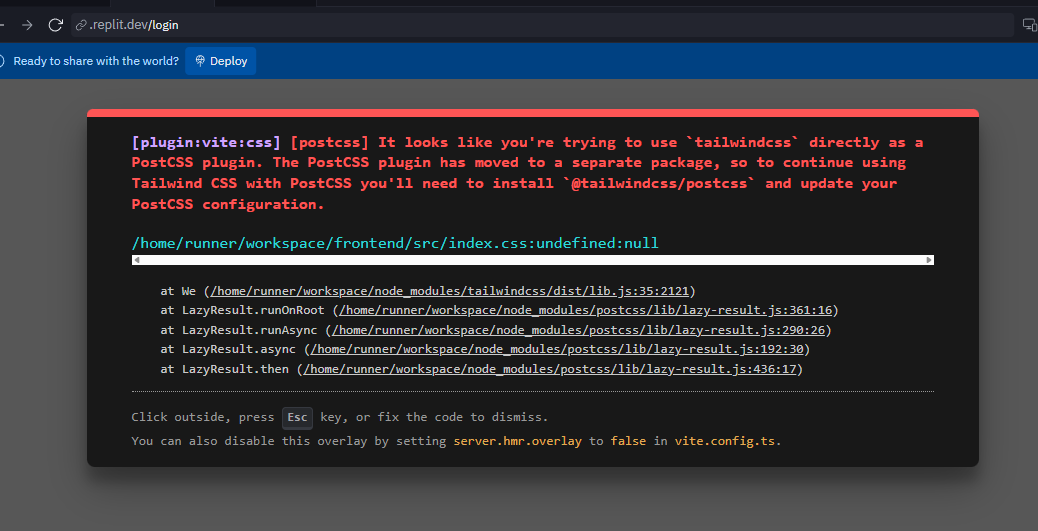 .replit.dev/login
Ready to share with the world? Deploy
[plugin:vite:css] [postcss] It looks like you're trying to use `tailwindcss` directly as a
PostCSS plugin. The PostCSS plugin has moved to a separate package, so to continue using
Tailwind CSS with PostCSS you'll need to install `@tailwindcss/postcss` and update your
PostCSS configuration.
/home/runner/workspace/frontend/src/index.css:undefined:null
at We (/home/runner/workspace/node_modules/tailwindcss/dist/lib.js:35:2121)
at LazyResult.runOnRoot (/home/runner/workspace/node_modules/postcss/lib/lazy-result.js:361:16)
at LazyResult.runAsync (/home/runner/workspace/node_modules/postcss/lib/lazy-result.js:290:26)
at LazyResult.async (/home/runner/workspace/node_modules/postcss/lib/lazy-result.js:192:30)
at LazyResult.then (/home/runner/workspace/node_modules/postcss/lib/lazy-result.js:436:17)
Click outside, press Esc key, or fix the code to dismiss.
You can also disable this overlay by setting server.hmr.overlay to false in vite.config.ts.